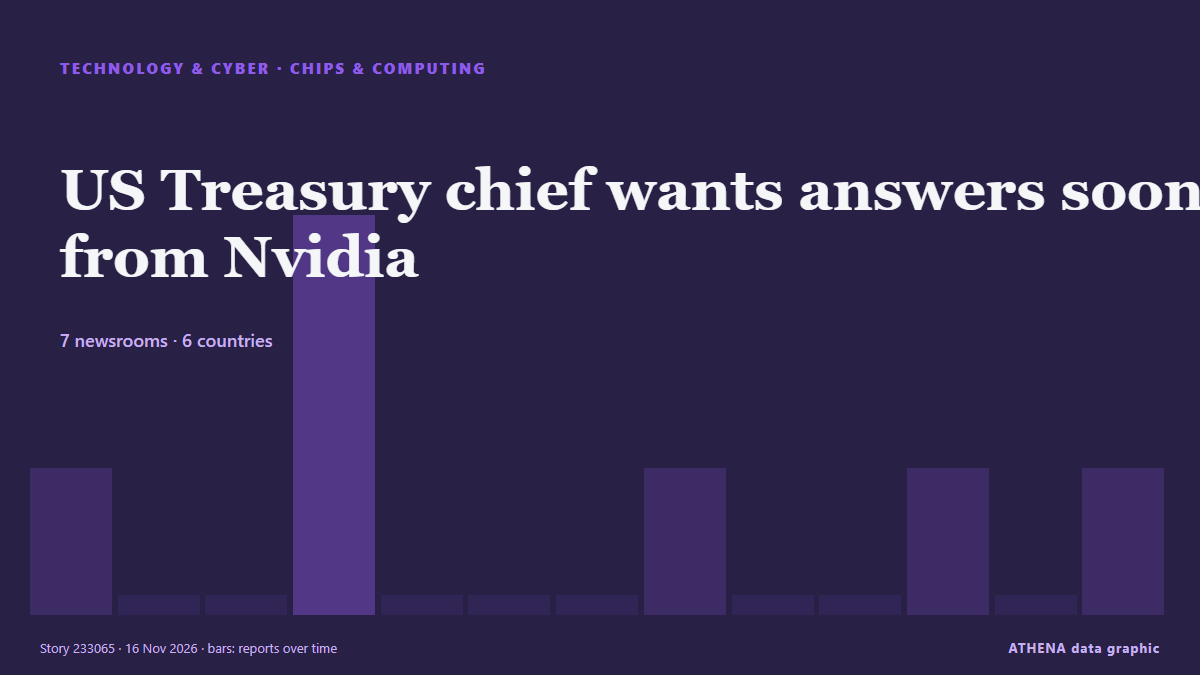 TECHNOLOGY & CYBER · CHIPS & COMPUTING
US Treasury chief wants answers soon
from Nvidia
7 newsrooms · 6 countries
Story 233065 · 16 Nov 2026 · bars: reports over time
ATHENA data graphic